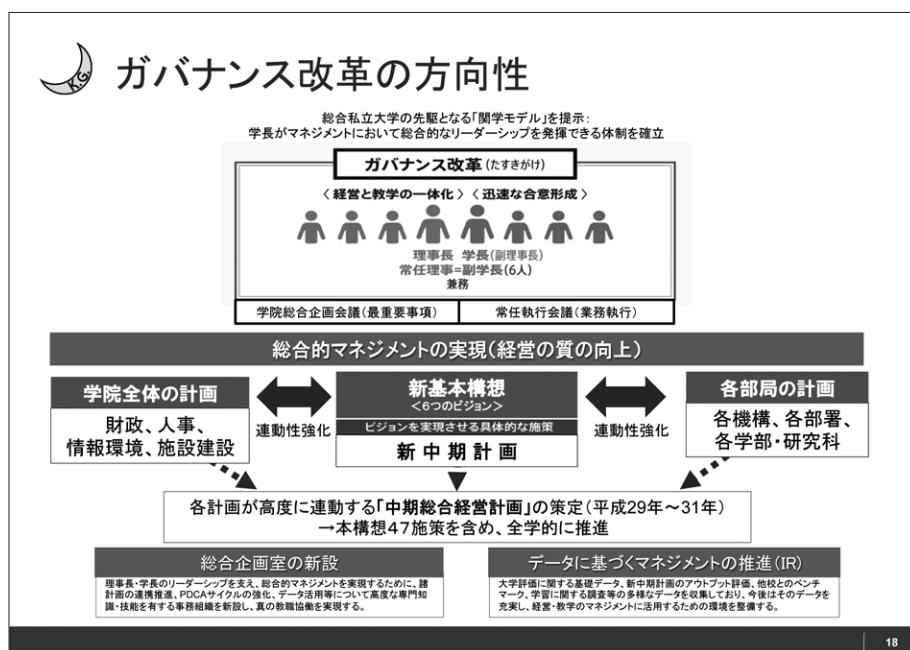 K.G.
ガバナンス改革の方向性
総合私立大学の先駆となる「関学モデル」を提示:
学長がマネジメントにおいて総合的なリーダーシップを発揮できる体制を確立
ガバナンス改革(たすきがけ)
〈 経営と教学の一体化 〉〈 迅速な合意形成 〉
理事長 学長(副理事長)
常任理事=副学長(6人)
兼務
学院総合企画会議(最重要事項)
常任執行会議(業務執行)
総合的マネジメントの実現(経営の質の向上)
学院全体の計画
財政、人事、
情報環境、施設建設
連動性強化
新基本構想
<6つのビジョン>
ビジョンを実現させる具体的な施策
新中期計画
連動性強化
各部局の計画
各機構、各部署、
各学部・研究科
各計画が高度に連動する「中期総合経営計画」の策定(平成29年~31年)
→本構想47施策を含め、全学的に推進
総合企画室の新設
理事長・学長のリーダーシップを支え、総合的マネジメントを実現するために、諸
計画の連携推進、PDCAサイクルの強化、データ活用等について高度な専門知
識・技能を有する事務組織を新設し、真の教職協働を実現する。
データに基づくマネジメントの推進(IR)
大学評価に関する基礎データ、新中期計画のアウトプット評価、他校とのベンチ
マーク、学習に関する調査等の多様なデータを収集しており、今後はそのデータを
充実し、経営・教学のマネジメントに活用するための環境を整備する。
18